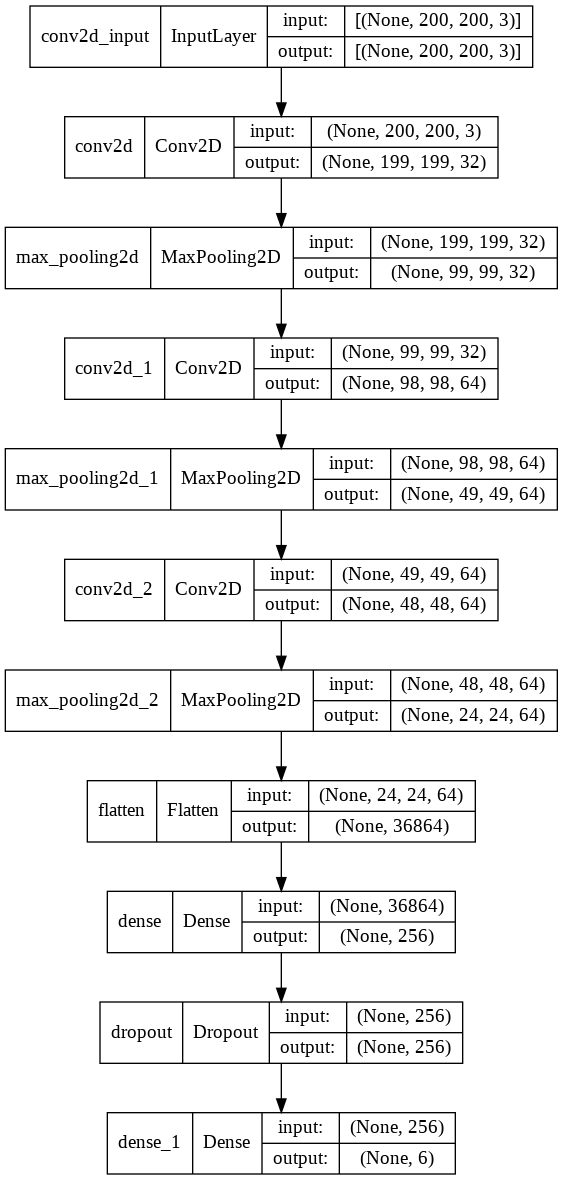 conv2d_input InputLayer input: [(None, 200, 200, 3)]
output: [(None, 200, 200, 3)]
conv2d Conv2D input: (None, 200, 200, 3)
output: (None, 199, 199, 32)
max_pooling2d MaxPooling2D input: (None, 199, 199, 32)
output: (None, 99, 99, 32)
conv2d_1 Conv2D input: (None, 99, 99, 32)
output: (None, 98, 98, 64)
max_pooling2d_1 MaxPooling2D input: (None, 98, 98, 64)
output: (None, 49, 49, 64)
conv2d_2 Conv2D input: (None, 49, 49, 64)
output: (None, 48, 48, 64)
max_pooling2d_2 MaxPooling2D input: (None, 48, 48, 64)
output: (None, 24, 24, 64)
flatten Flatten input: (None, 24, 24, 64)
output: (None, 36864)
dense Dense input: (None, 36864)
output: (None, 256)
dropout Dropout input: (None, 256)
output: (None, 256)
dense_1 Dense input: (None, 256)
output: (None, 6)